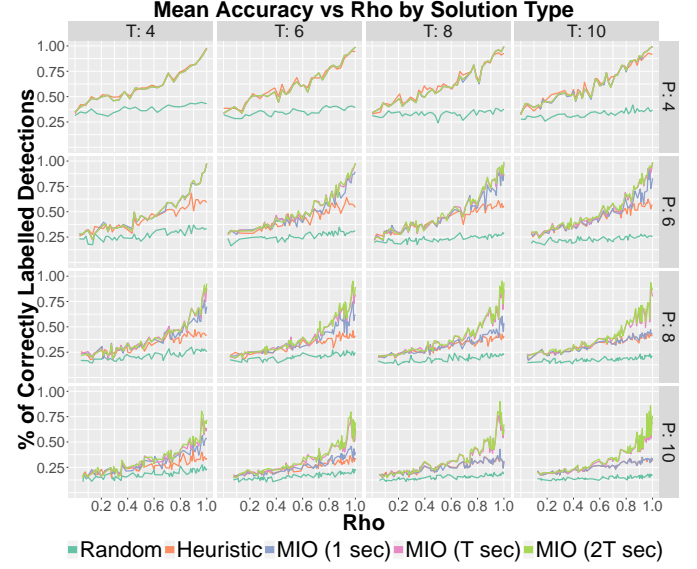 Mean Accuracy vs Rho by Solution Type
T: 4 T: 6 T: 8 T: 10
% of Correctly Labelled Detections
1.00
0.75
0.50
0.25
P: 4
1.00
0.75
0.50
0.25
P: 6
1.00
0.75
0.50
0.25
P: 8
1.00
0.75
0.50
0.25
P: 10
0.2 0.4 0.6 0.8 1.0 0.2 0.4 0.6 0.8 1.0 0.2 0.4 0.6 0.8 1.0 0.2 0.4 0.6 0.8 1.0
Rho
Random Heuristic MIO (1 sec) MIO (T sec) MIO (2T sec)